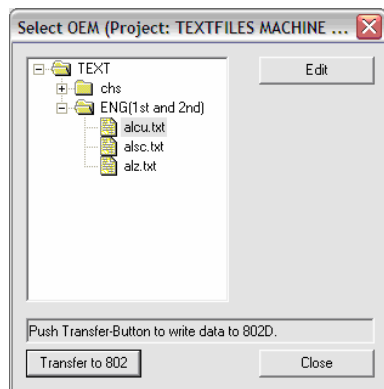 Select OEM (Project: TEXTFILES MACHINE ...
TEXT
Edit
chs
ENG(1st and 2nd)
alcu.txt
alsc.txt
alz.txt
Push Transfer-Button to write data to 802D.
Transfer to 802
Close